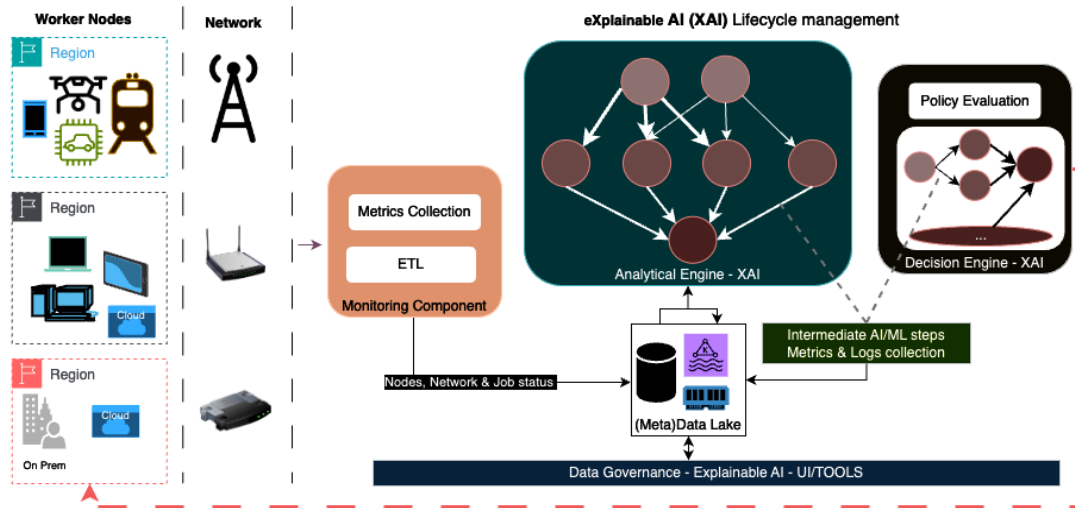 Worker Nodes
Network
eXplainable AI (XAI) Lifecycle management
Region
Region
Cloud
Region
Cloud
On Prem
Metrics Collection
ETL
Monitoring Component
Analytical Engine - XAI
Policy Evaluation
...
Decision Engine - XAI
Intermediate AI/ML steps
Metrics & Logs collection
Nodes, Network & Job status
K
(Meta)Data Lake
Data Governance - Explainable AI - UI/TOOLS